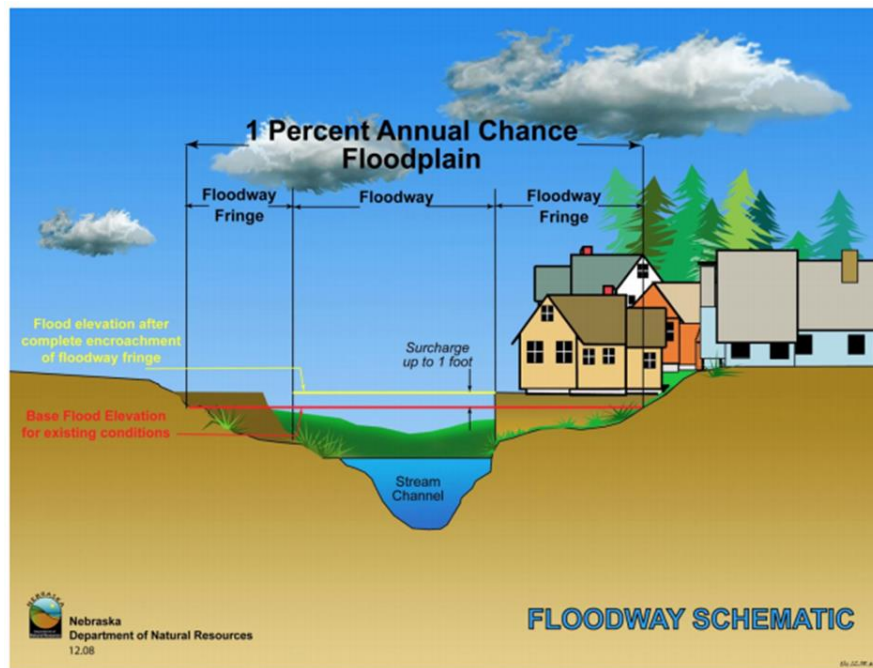 1 Percent Annual Chance
Floodplain
Floodway
Fringe
Floodway
Floodway
Fringe
Flood elevation after
complete encroachment
of floodway fringe
Surcharge
up to 1 foot
Base Flood Elevation
for existing conditions
Stream
Channel
NEBRASKA
Nebraska
Department of Natural Resources
12.08
FLOODWAY SCHEMATIC